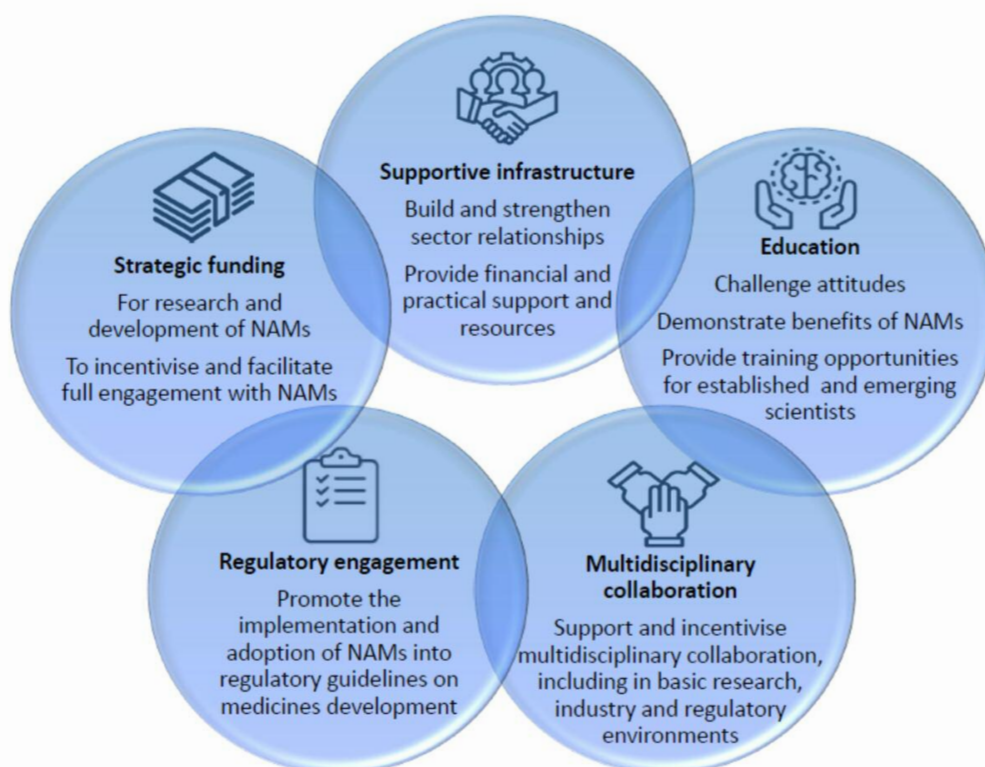 Supportive infrastructure
Build and strengthen
sector relationships
Provide financial and
practical support and
resources
Strategic funding
For research and
development of NAMs
To incentivise and facilitate
full engagement with NAMs
Education
Challenge attitudes
Demonstrate benefits of NAMs
Provide training opportunities
for established and emerging
scientists
Regulatory engagement
Promote the
implementation and
adoption of NAMs into
regulatory guidelines on
medicines development
Multidisciplinary
collaboration
Support and incentivise
multidisciplinary collaboration,
including in basic research,
industry and regulatory
environments